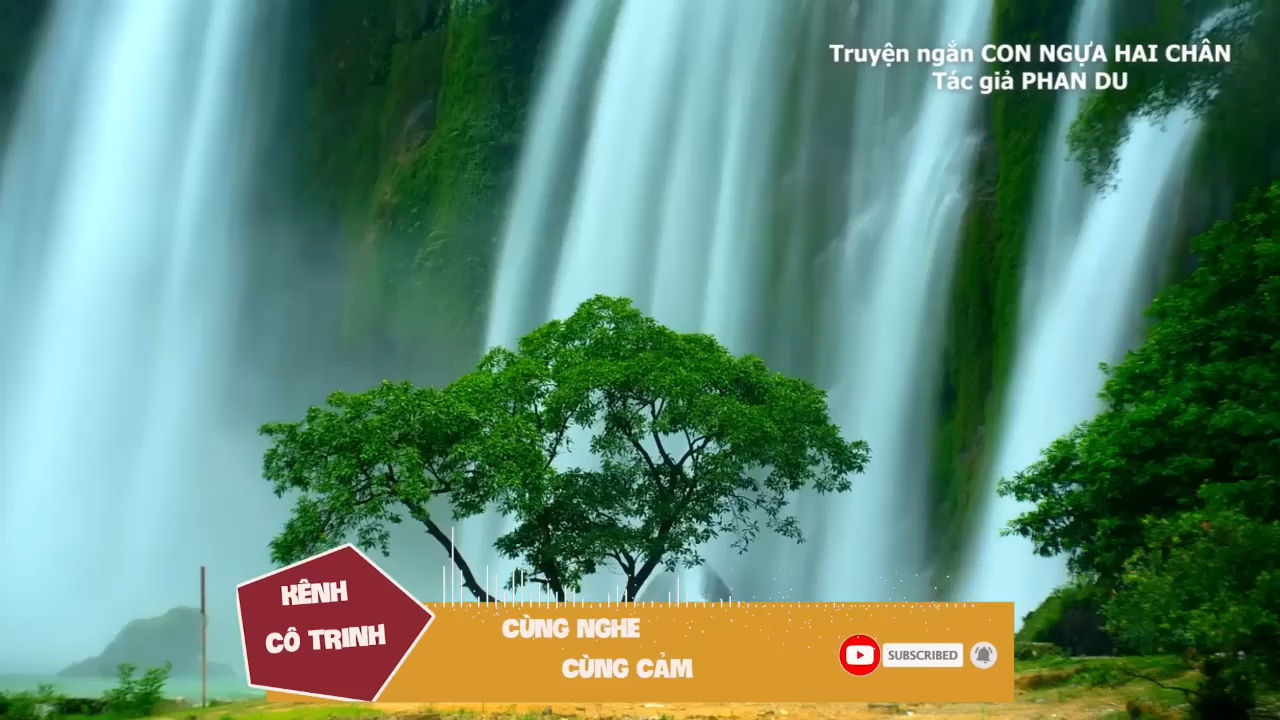 Truyện ngắn CON NGỰA HAI CHÂN
Tác giả PHAN DU
KÊNH
CÔ TRINH
CÙNG NGHE
CÙNG CẢM
SUBSCRIBED